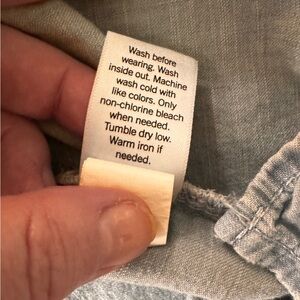 Wash before
wearing. Wash
inside out. Machine
wash cold with
like colors. Only
non-chlorine bleach
when needed.
Tumble dry low.
Warm iron if
needed.